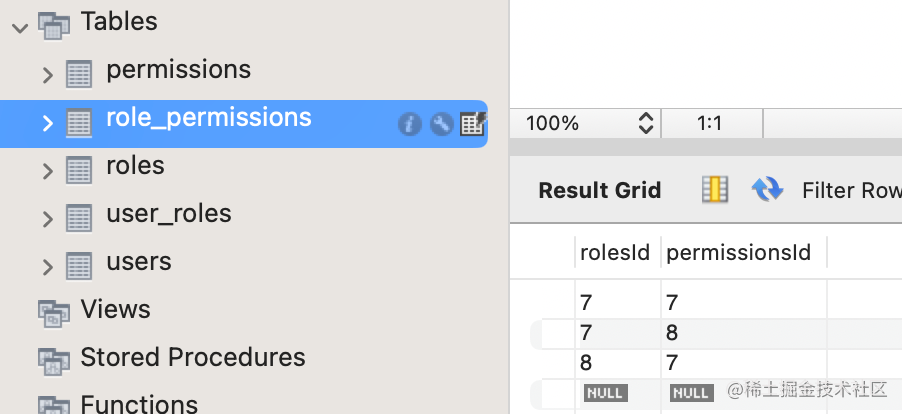 Tables
permissions
role_permissions
roles
user_roles
users
Views
Stored Procedures
Functions
100%
1:1
Result Grid
Filter Row
rolesId permissionsId
7 7
7 8
8 7
NULL NULL
@稀土掘金技术社区